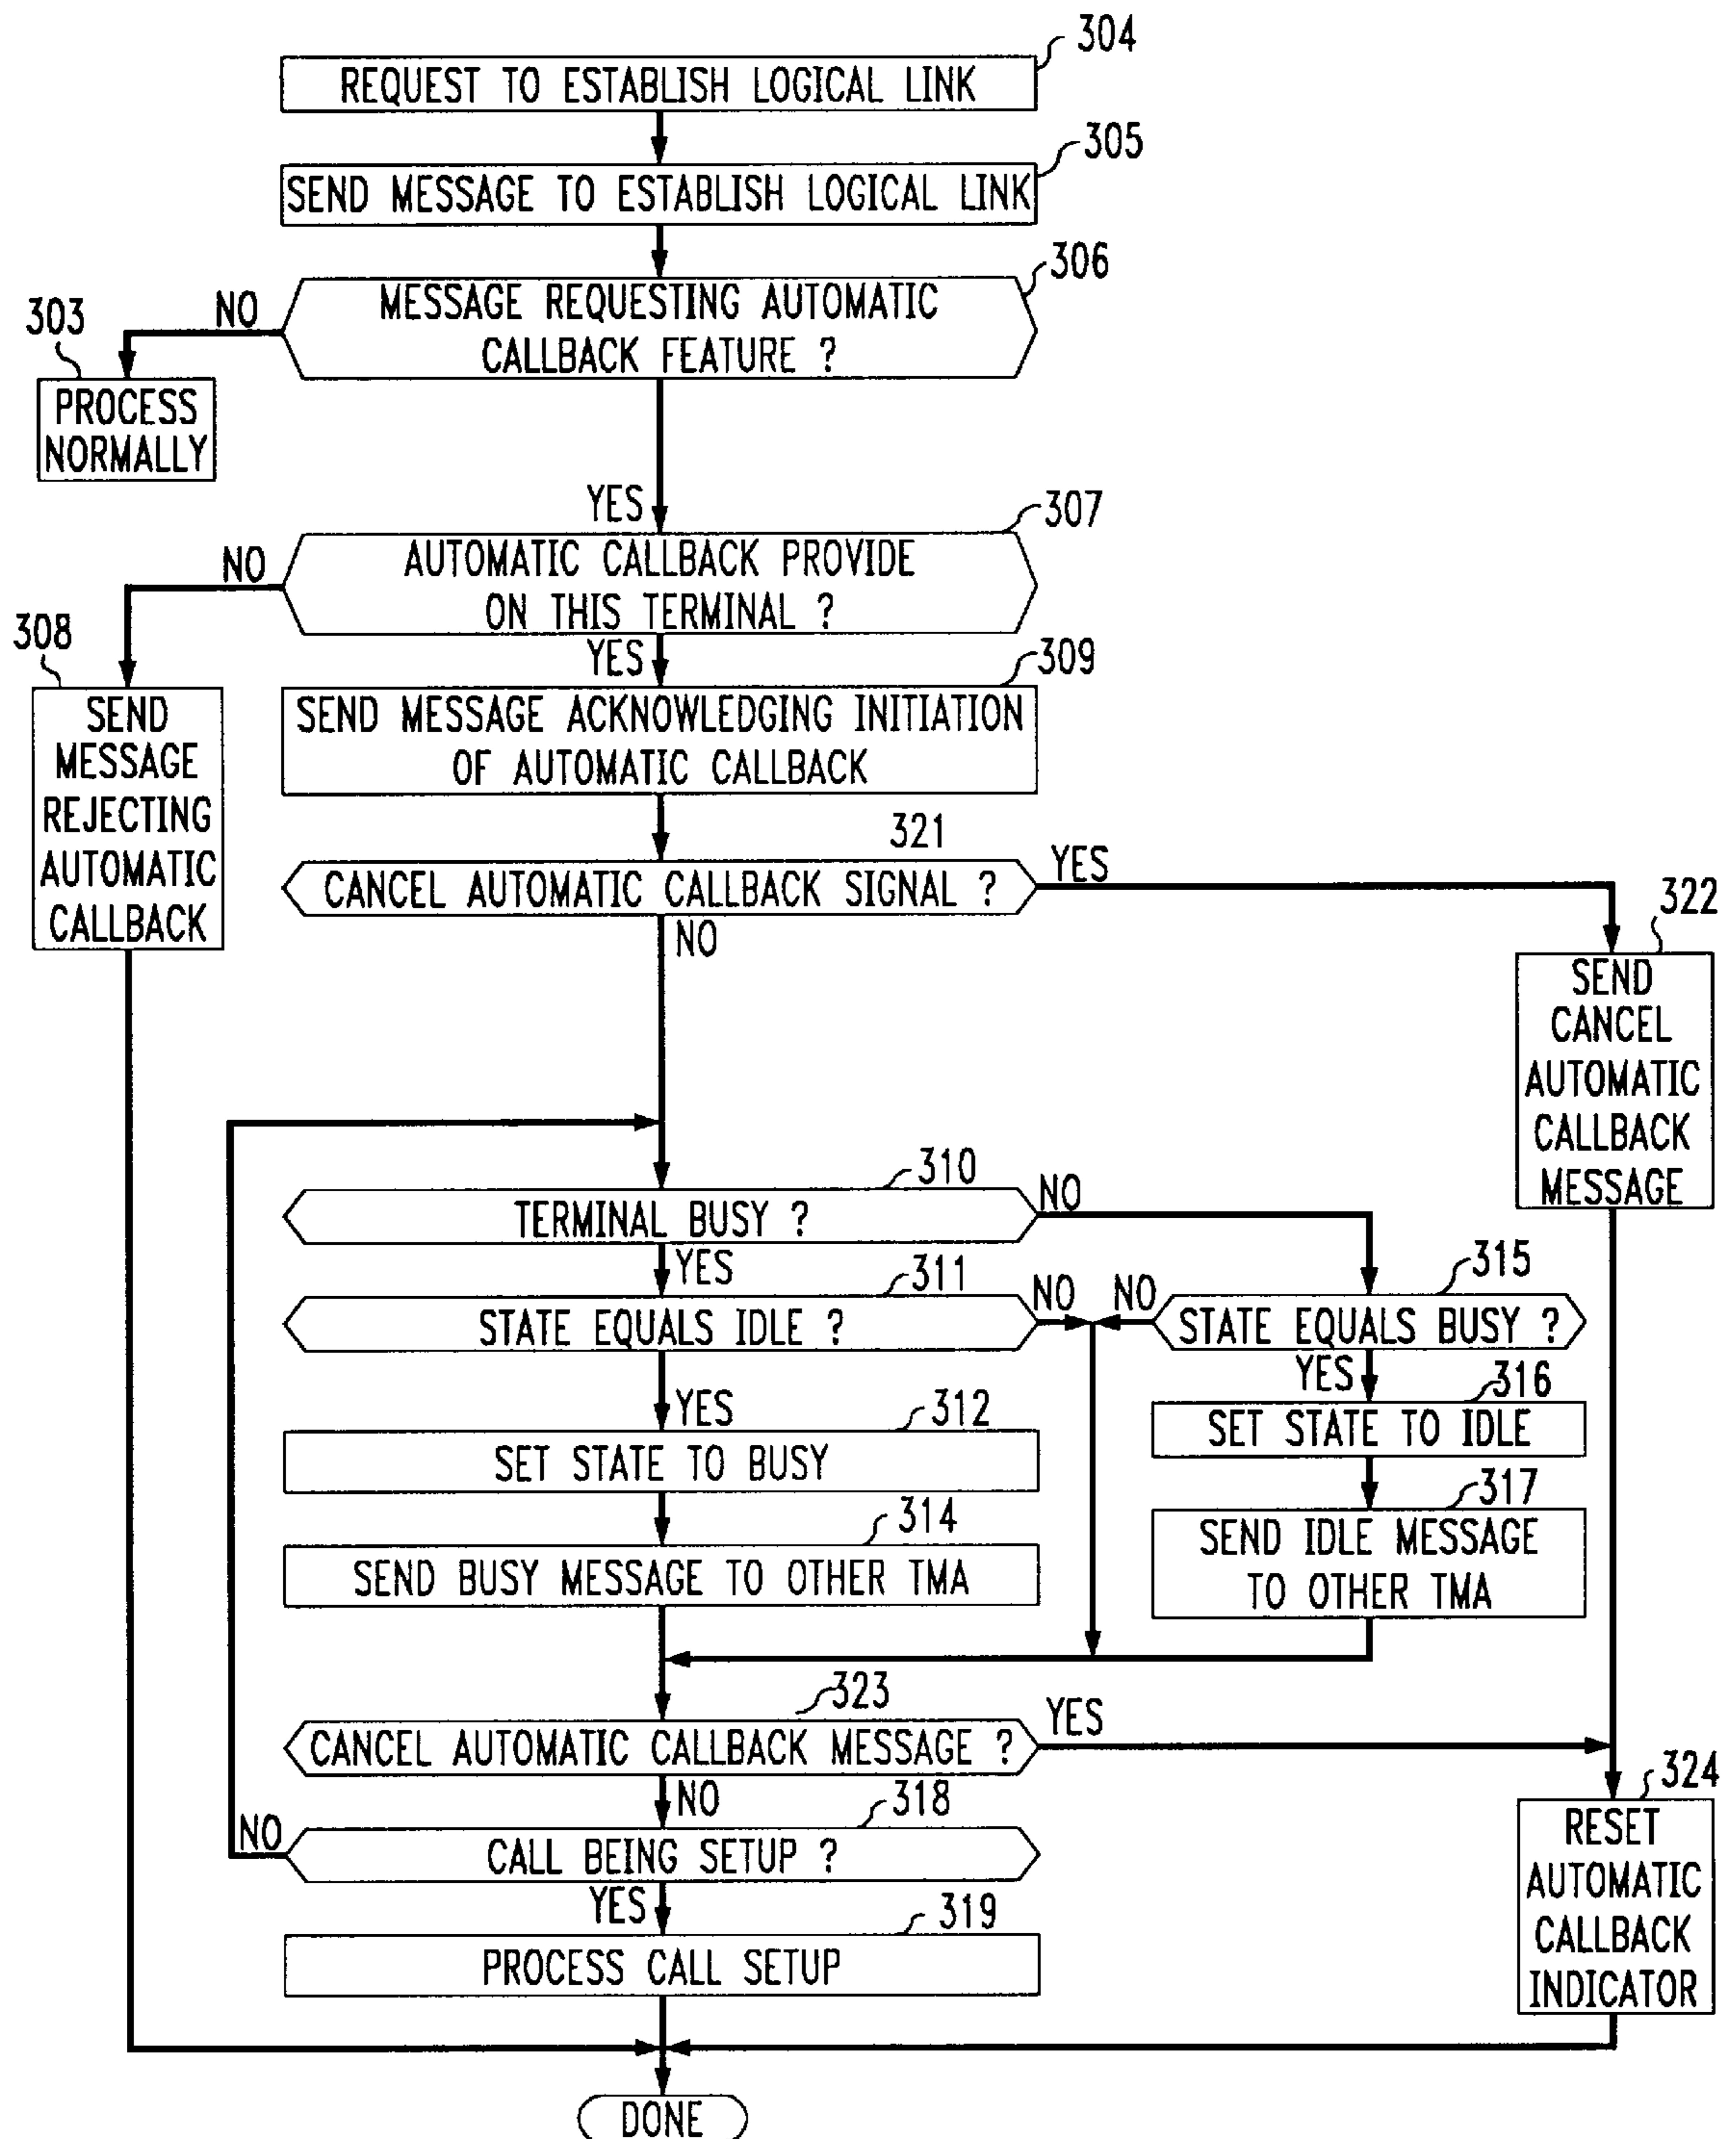 304
REQUEST TO ESTABLISH LOGICAL LINK
305
SEND MESSAGE TO ESTABLISH LOGICAL LINK
306
MESSAGE REQUESTING AUTOMATIC
CALLBACK FEATURE ?
NO
303
PROCESS
NORMALLY
YES
307
AUTOMATIC CALLBACK PROVIDE
ON THIS TERMINAL ?
NO
308
SEND
MESSAGE
REJECTING
AUTOMATIC
CALLBACK
YES
309
SEND MESSAGE ACKNOWLEDGING INITIATION
OF AUTOMATIC CALLBACK
321
CANCEL AUTOMATIC CALLBACK SIGNAL ?
YES
NO
322
SEND
CANCEL
AUTOMATIC
CALLBACK
MESSAGE
310
TERMINAL BUSY ?
NO
YES
311
STATE EQUALS IDLE ?
NO
NO
315
STATE EQUALS BUSY ?
YES
316
SET STATE TO IDLE
YES
312
SET STATE TO BUSY
317
SEND IDLE MESSAGE
TO OTHER TMA
314
SEND BUSY MESSAGE TO OTHER TMA
323
CANCEL AUTOMATIC CALLBACK MESSAGE ?
YES
NO
318
CALL BEING SETUP ?
NO
YES
319
PROCESS CALL SETUP
324
RESET
AUTOMATIC
CALLBACK
INDICATOR
DONE